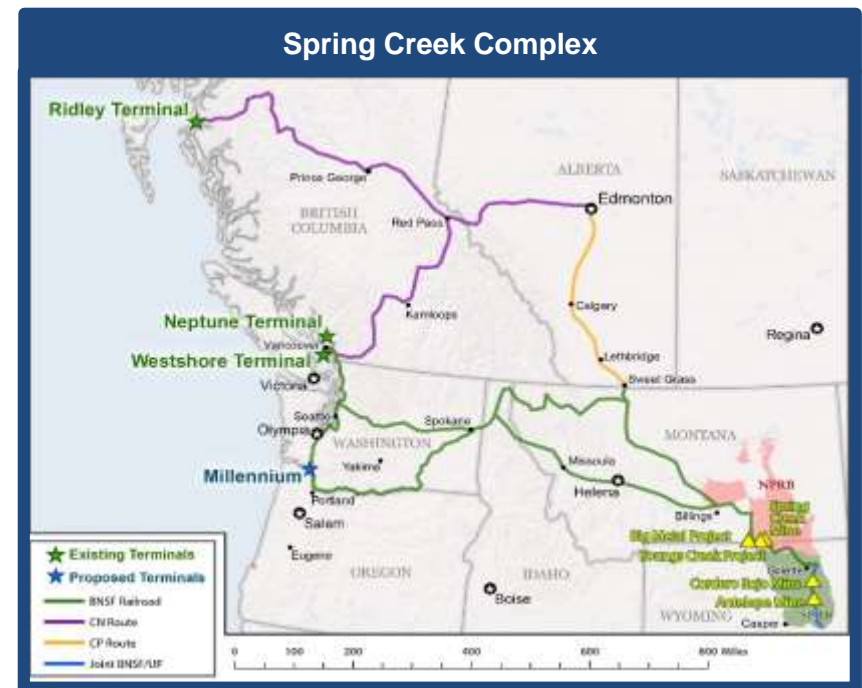 Spring Creek Complex
Ridley Terminal
Prince George
BRITISH
COLUMBIA
Red Pass
ALBERTA
Edmonton
SASKATCHEWAN
Kamloops
Calgary
Regina
Neptune Terminal
Vancouver
Westshore Terminal
Victoria
Lethbridge
Sweet Grass
Seattle
Olympia
Spokane
WASHINGTON
Yakima
MONTANA
Missoula
Helena
Millennium
Portland
Salem
Eugene
OREGON
IDAHO
Boise
NPRB
Billings
Spring
Creek
Mine
Big Metal Project
Youngs Creek Project
Cordero Rojo Mine
Antelope Mine
WYOMING
Casper
Existing Terminals
Proposed Terminals
BNSF Railroad
CN Route
CP Route
Joint BNSF/UP
0 100 200 400 600 800 Miles